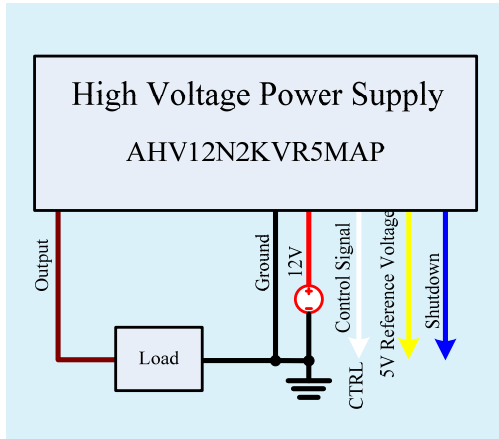 High Voltage Power Supply
AHV12N2KVR5MAP
Output
Ground
12V
Control Signal
5V Reference Voltage
Shutdown
CTRL
Load